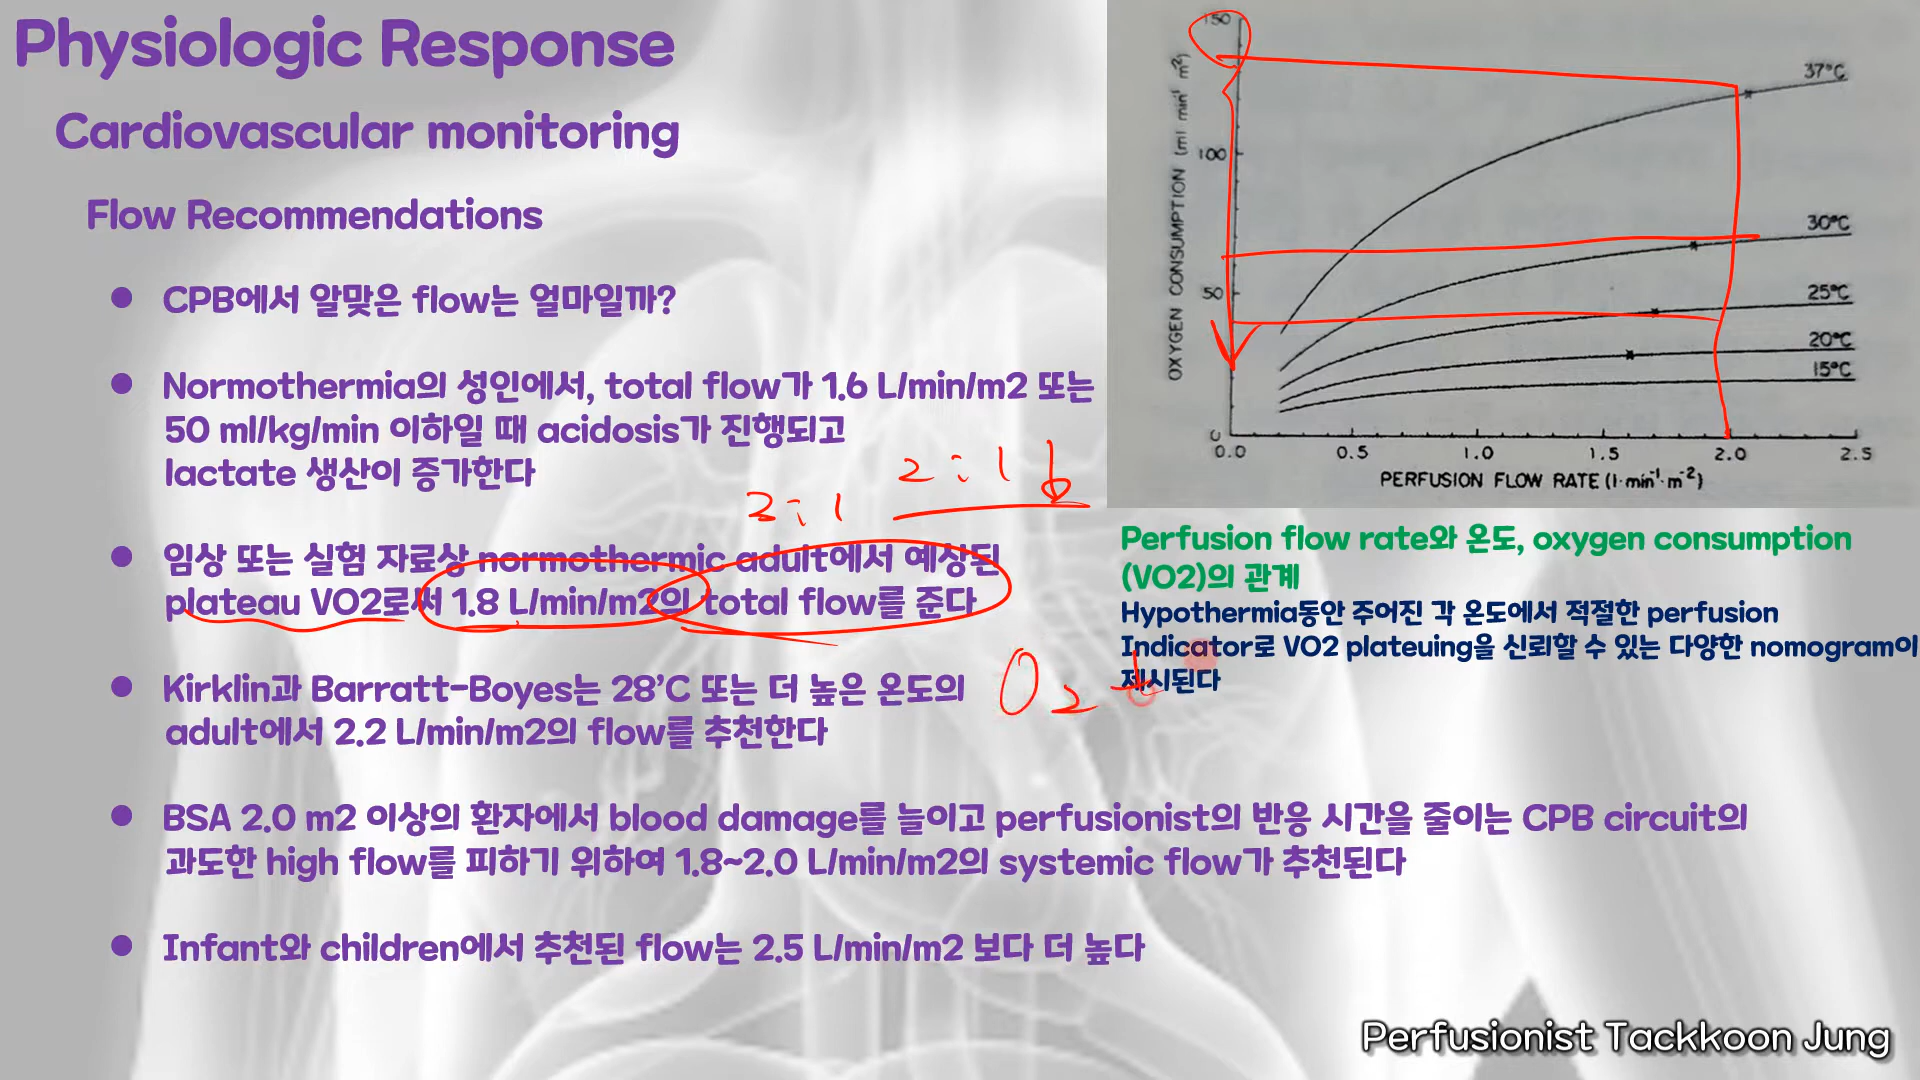 Physiologic Response
Cardiovascular monitoring
Flow Recommendations
CPB에서 알맞은 flow는 얼마일까?
Normothermia의 성인에서, total flow가 1.6 L/min/m2 또는
50 ml/kg/min 이하일 때 acidosis가 진행되고
lactate 생산이 증가한다
3:1 2:1 ↓
임상 또는 실험 자료상 normothermic adult에서 예상된
plateau VO2로써 1.8 L/min/m2의 total flow를 준다
Kirklin과 Barratt-Boyes는 28'C 또는 더 높은 온도의
adult에서 2.2 L/min/m2의 flow를 추천한다
O2
BSA 2.0 m2 이상의 환자에서 blood damage를 늘이고 perfusionist의 반응 시간을 줄이는 CPB circuit의
과도한 high flow를 피하기 위하여 1.8~2.0 L/min/m2의 systemic flow가 추천된다
Infant와 children에서 추천된 flow는 2.5 L/min/m2 보다 더 높다
OXYGEN CONSUMPTION (ml min⁻¹ m⁻²)
150
100
50
0
37°C
30°C
25°C
20°C
15°C
0.0 0.5 1.0 1.5 2.0 2.5
PERFUSION FLOW RATE (l·min⁻¹·m⁻²)
Perfusion flow rate와 온도, oxygen consumption
(VO2)의 관계
Hypothermia동안 주어진 각 온도에서 적절한 perfusion
Indicator로 VO2 plateuing을 신뢰할 수 있는 다양한 nomogram이
제시된다
Perfusionist Tackkoon Jung